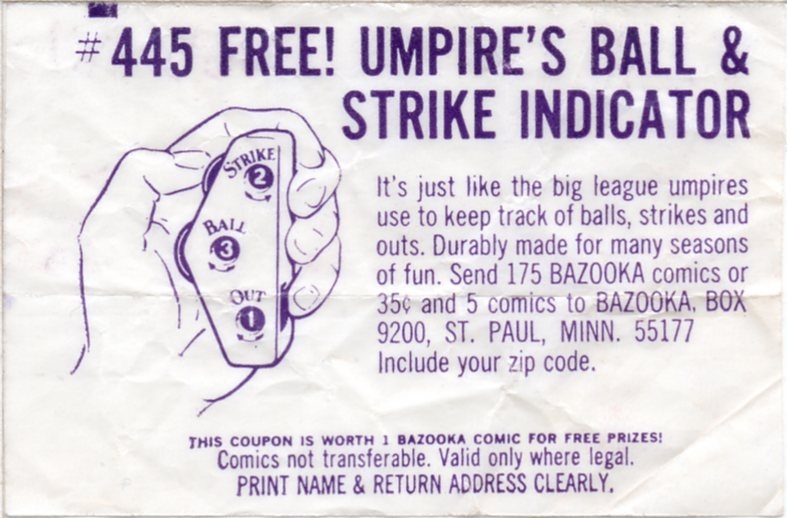 #445 FREE! UMPIRE'S BALL &
STRIKE INDICATOR
STRIKE
2
BALL
3
OUT
1
It's just like the big league umpires
use to keep track of balls, strikes and
outs. Durably made for many seasons
of fun. Send 175 BAZOOKA comics or
35¢ and 5 comics to BAZOOKA, BOX
9200, ST. PAUL, MINN. 55177
Include your zip code.
THIS COUPON IS WORTH 1 BAZOOKA COMIC FOR FREE PRIZES!
Comics not transferable. Valid only where legal.
PRINT NAME & RETURN ADDRESS CLEARLY.